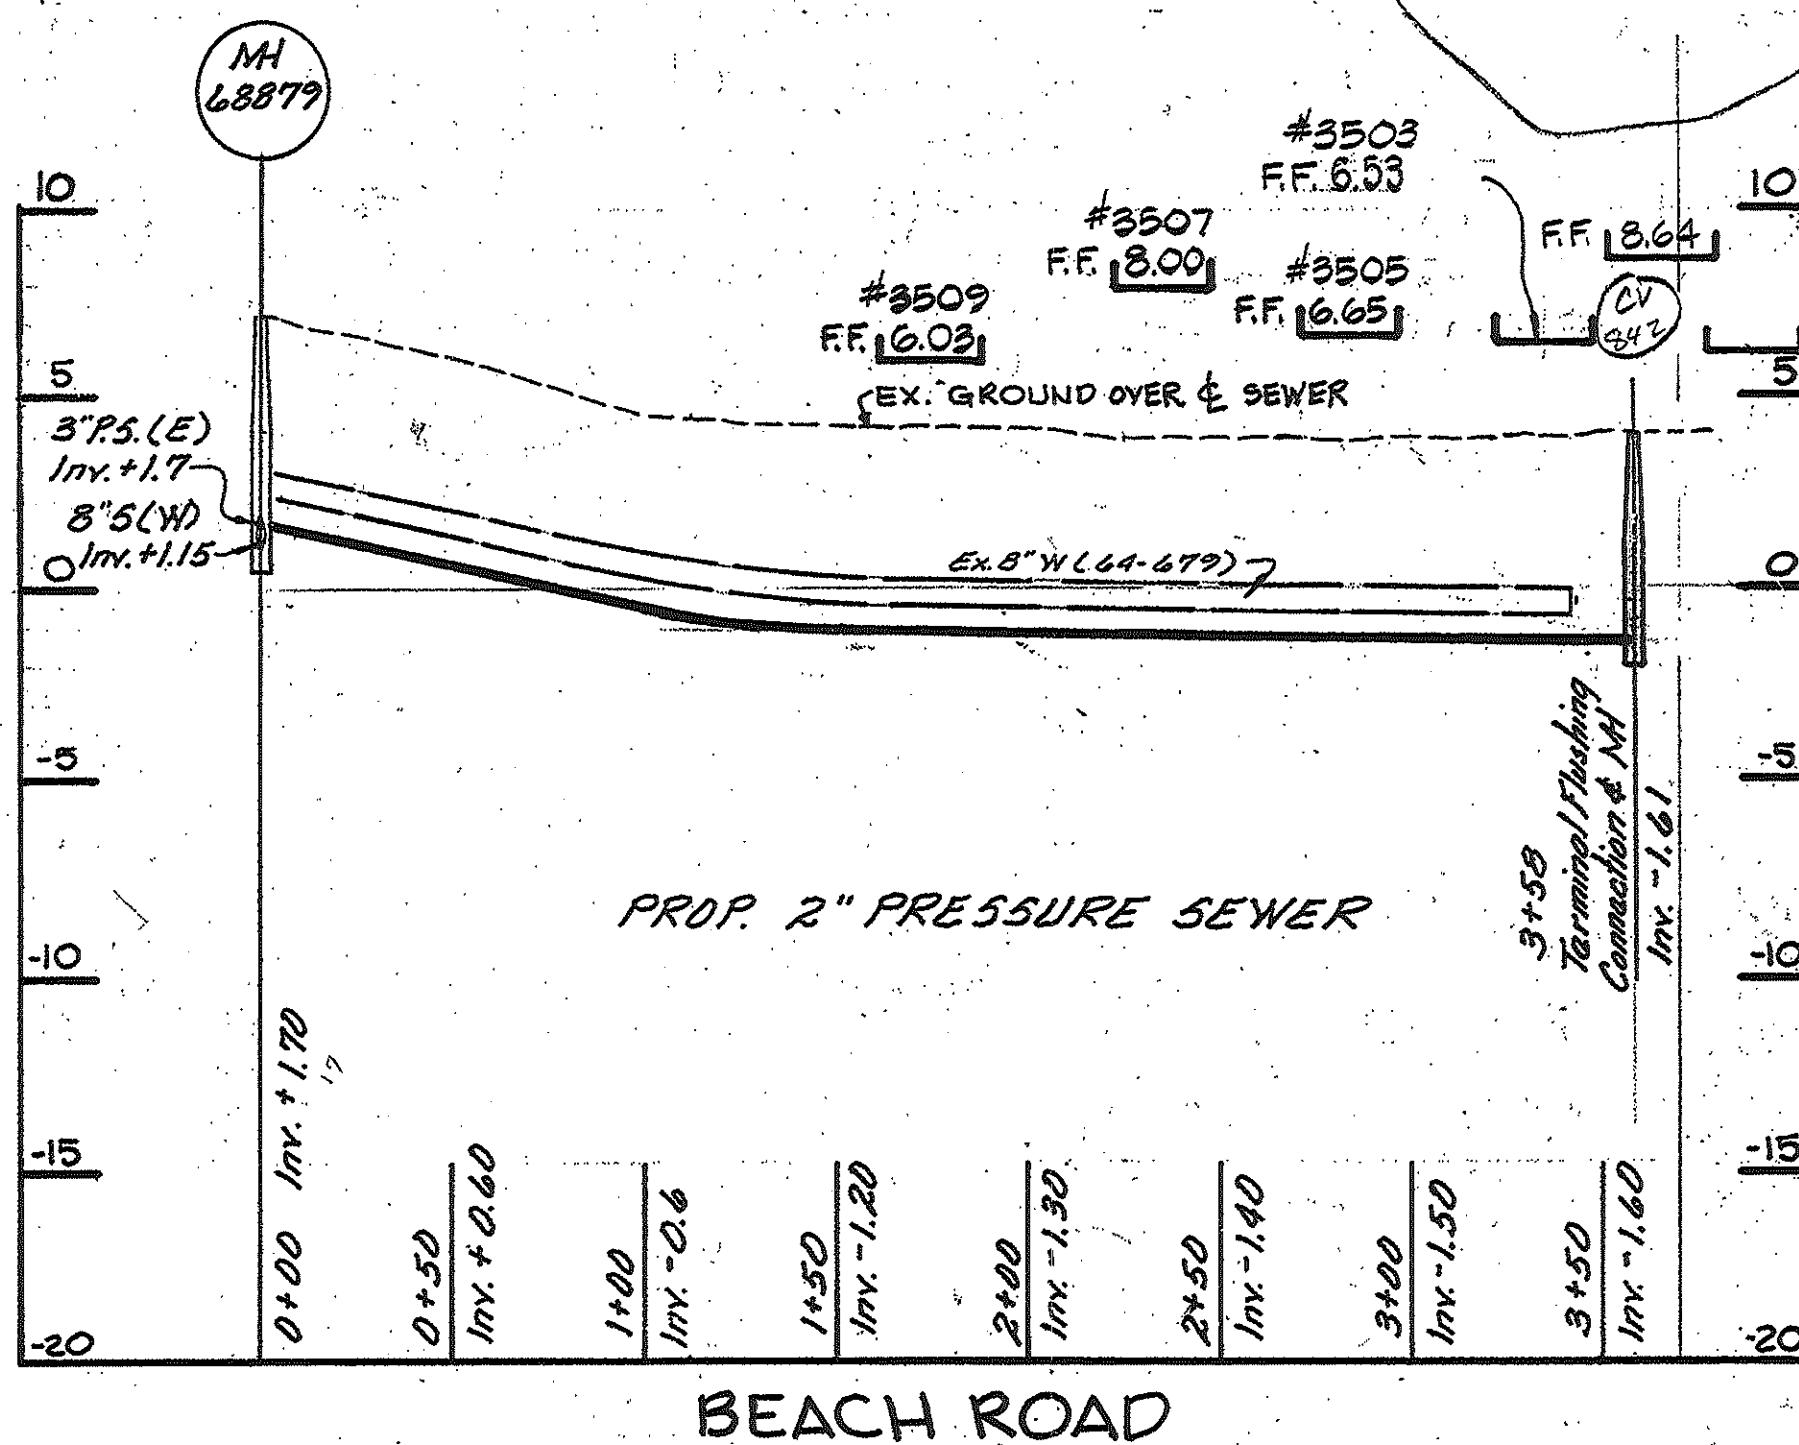 MH
68879
#3503
F.F. 6.53
#3507
F.F. 8.00
F.F. 8.64
#3505
F.F. 6.65
#3509
F.F. 6.03
CV
842
EX. GROUND OVER ℄ SEWER
10
5
0
-5
-10
-15
-20
10
5
0
-5
-10
-15
-20
3"P.S.(E)
Inv.+1.7
8"S(W)
Inv.+1.15
Ex.8"W(64-679)
PROP. 2" PRESSURE SEWER
3+58
Terminal Flushing
Connection & MH
Inv. -1.61
0+00 Inv. +1.70
17
0+50
Inv. +0.60
1+00
Inv. -0.6
1+50
Inv. -1.20
2+00
Inv. -1.30
2+50
Inv. -1.40
3+00
Inv. -1.50
3+50
Inv. -1.60
BEACH ROAD